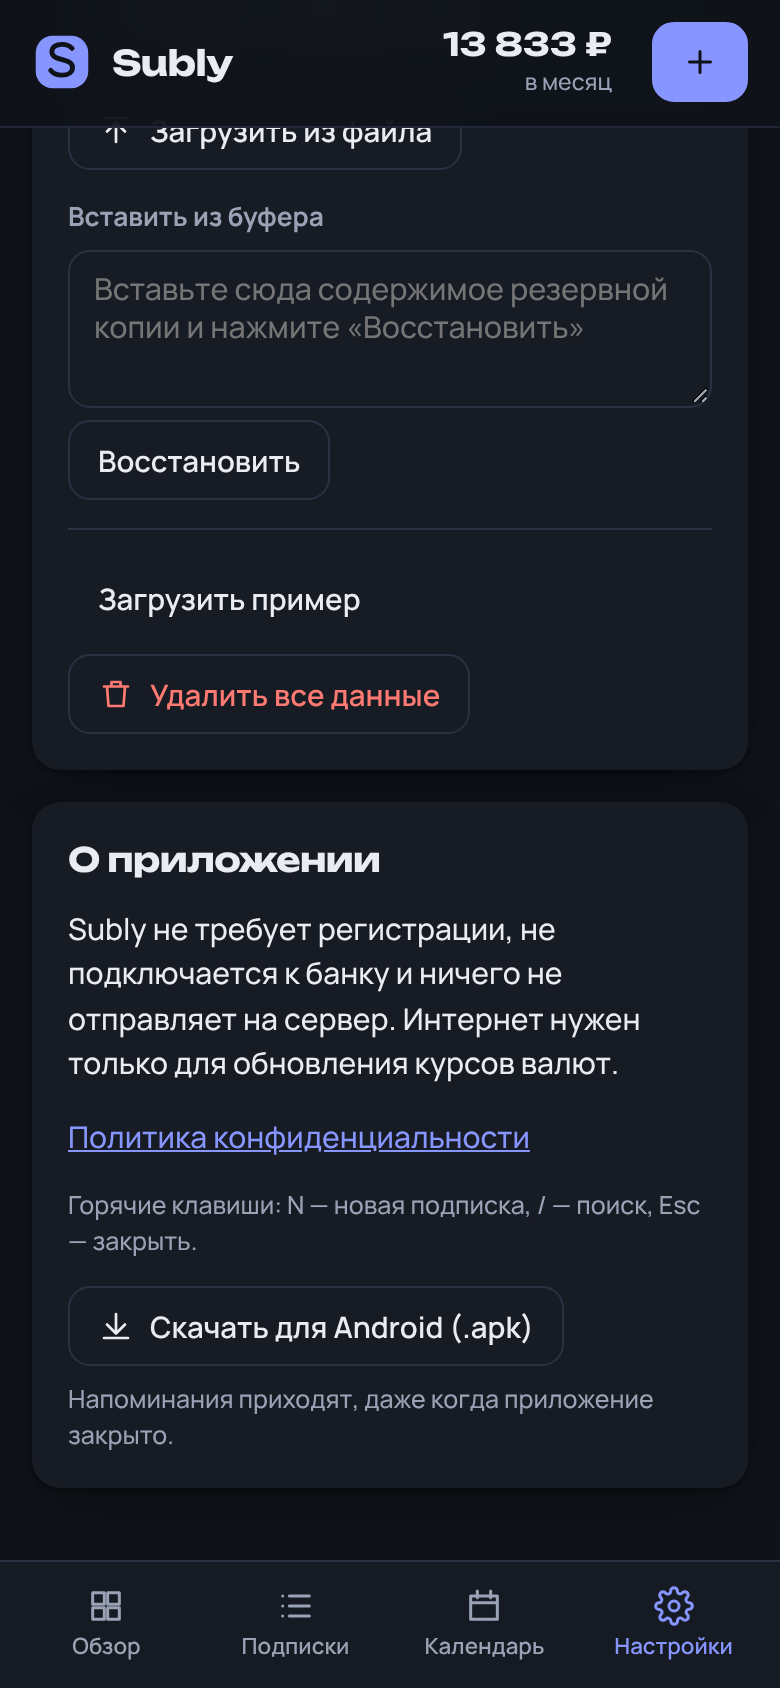 S Subly
13 833 ₽
в месяц
Загрузить из файла
Вставить из буфера
Вставьте сюда содержимое резервной
копии и нажмите «Восстановить»
Восстановить
Загрузить пример
Удалить все данные
О приложении
Subly не требует регистрации, не
подключается к банку и ничего не
отправляет на сервер. Интернет нужен
только для обновления курсов валют.
Политика конфиденциальности
Горячие клавиши: N — новая подписка, / — поиск, Esc
— закрыть.
Скачать для Android (.apk)
Напоминания приходят, даже когда приложение
закрыто.
Обзор
Подписки
Календарь
Настройки